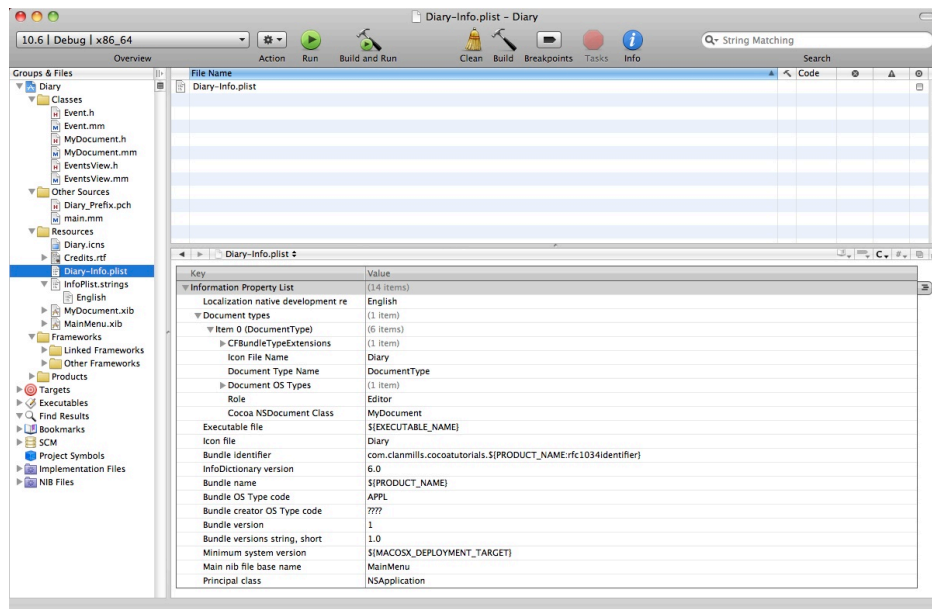 Diary-Info.plist – Diary
10.6 | Debug | x86_64
Overview Action Run Build and Run Clean Build Breakpoints Tasks Info Search
String Matching
Groups & Files
Diary
Classes
Event.h
Event.mm
MyDocument.h
MyDocument.mm
EventsView.h
EventsView.mm
Other Sources
Diary_Prefix.pch
main.mm
Resources
Diary.icns
Credits.rtf
Diary-Info.plist
InfoPlist.strings
English
MyDocument.xib
MainMenu.xib
Frameworks
Linked Frameworks
Other Frameworks
Products
Targets
Executables
Find Results
Bookmarks
SCM
Project Symbols
Implementation Files
NIB Files
File Name Code
Diary-Info.plist
Diary-Info.plist
Key Value
Information Property List (14 items)
Localization native development re English
Document types (1 item)
Item 0 (DocumentType) (6 items)
CFBundleTypeExtensions (1 item)
Icon File Name Diary
Document Type Name DocumentType
Document OS Types (1 item)
Role Editor
Cocoa NSDocument Class MyDocument
Executable file ${EXECUTABLE_NAME}
Icon file Diary
Bundle identifier com.clanmills.cocoatutorials.${PRODUCT_NAME:rfc1034identifier}
InfoDictionary version 6.0
Bundle name ${PRODUCT_NAME}
Bundle OS Type code APPL
Bundle creator OS Type code ????
Bundle version 1
Bundle versions string, short 1.0
Minimum system version ${MACOSX_DEPLOYMENT_TARGET}
Main nib file base name MainMenu
Principal class NSApplication